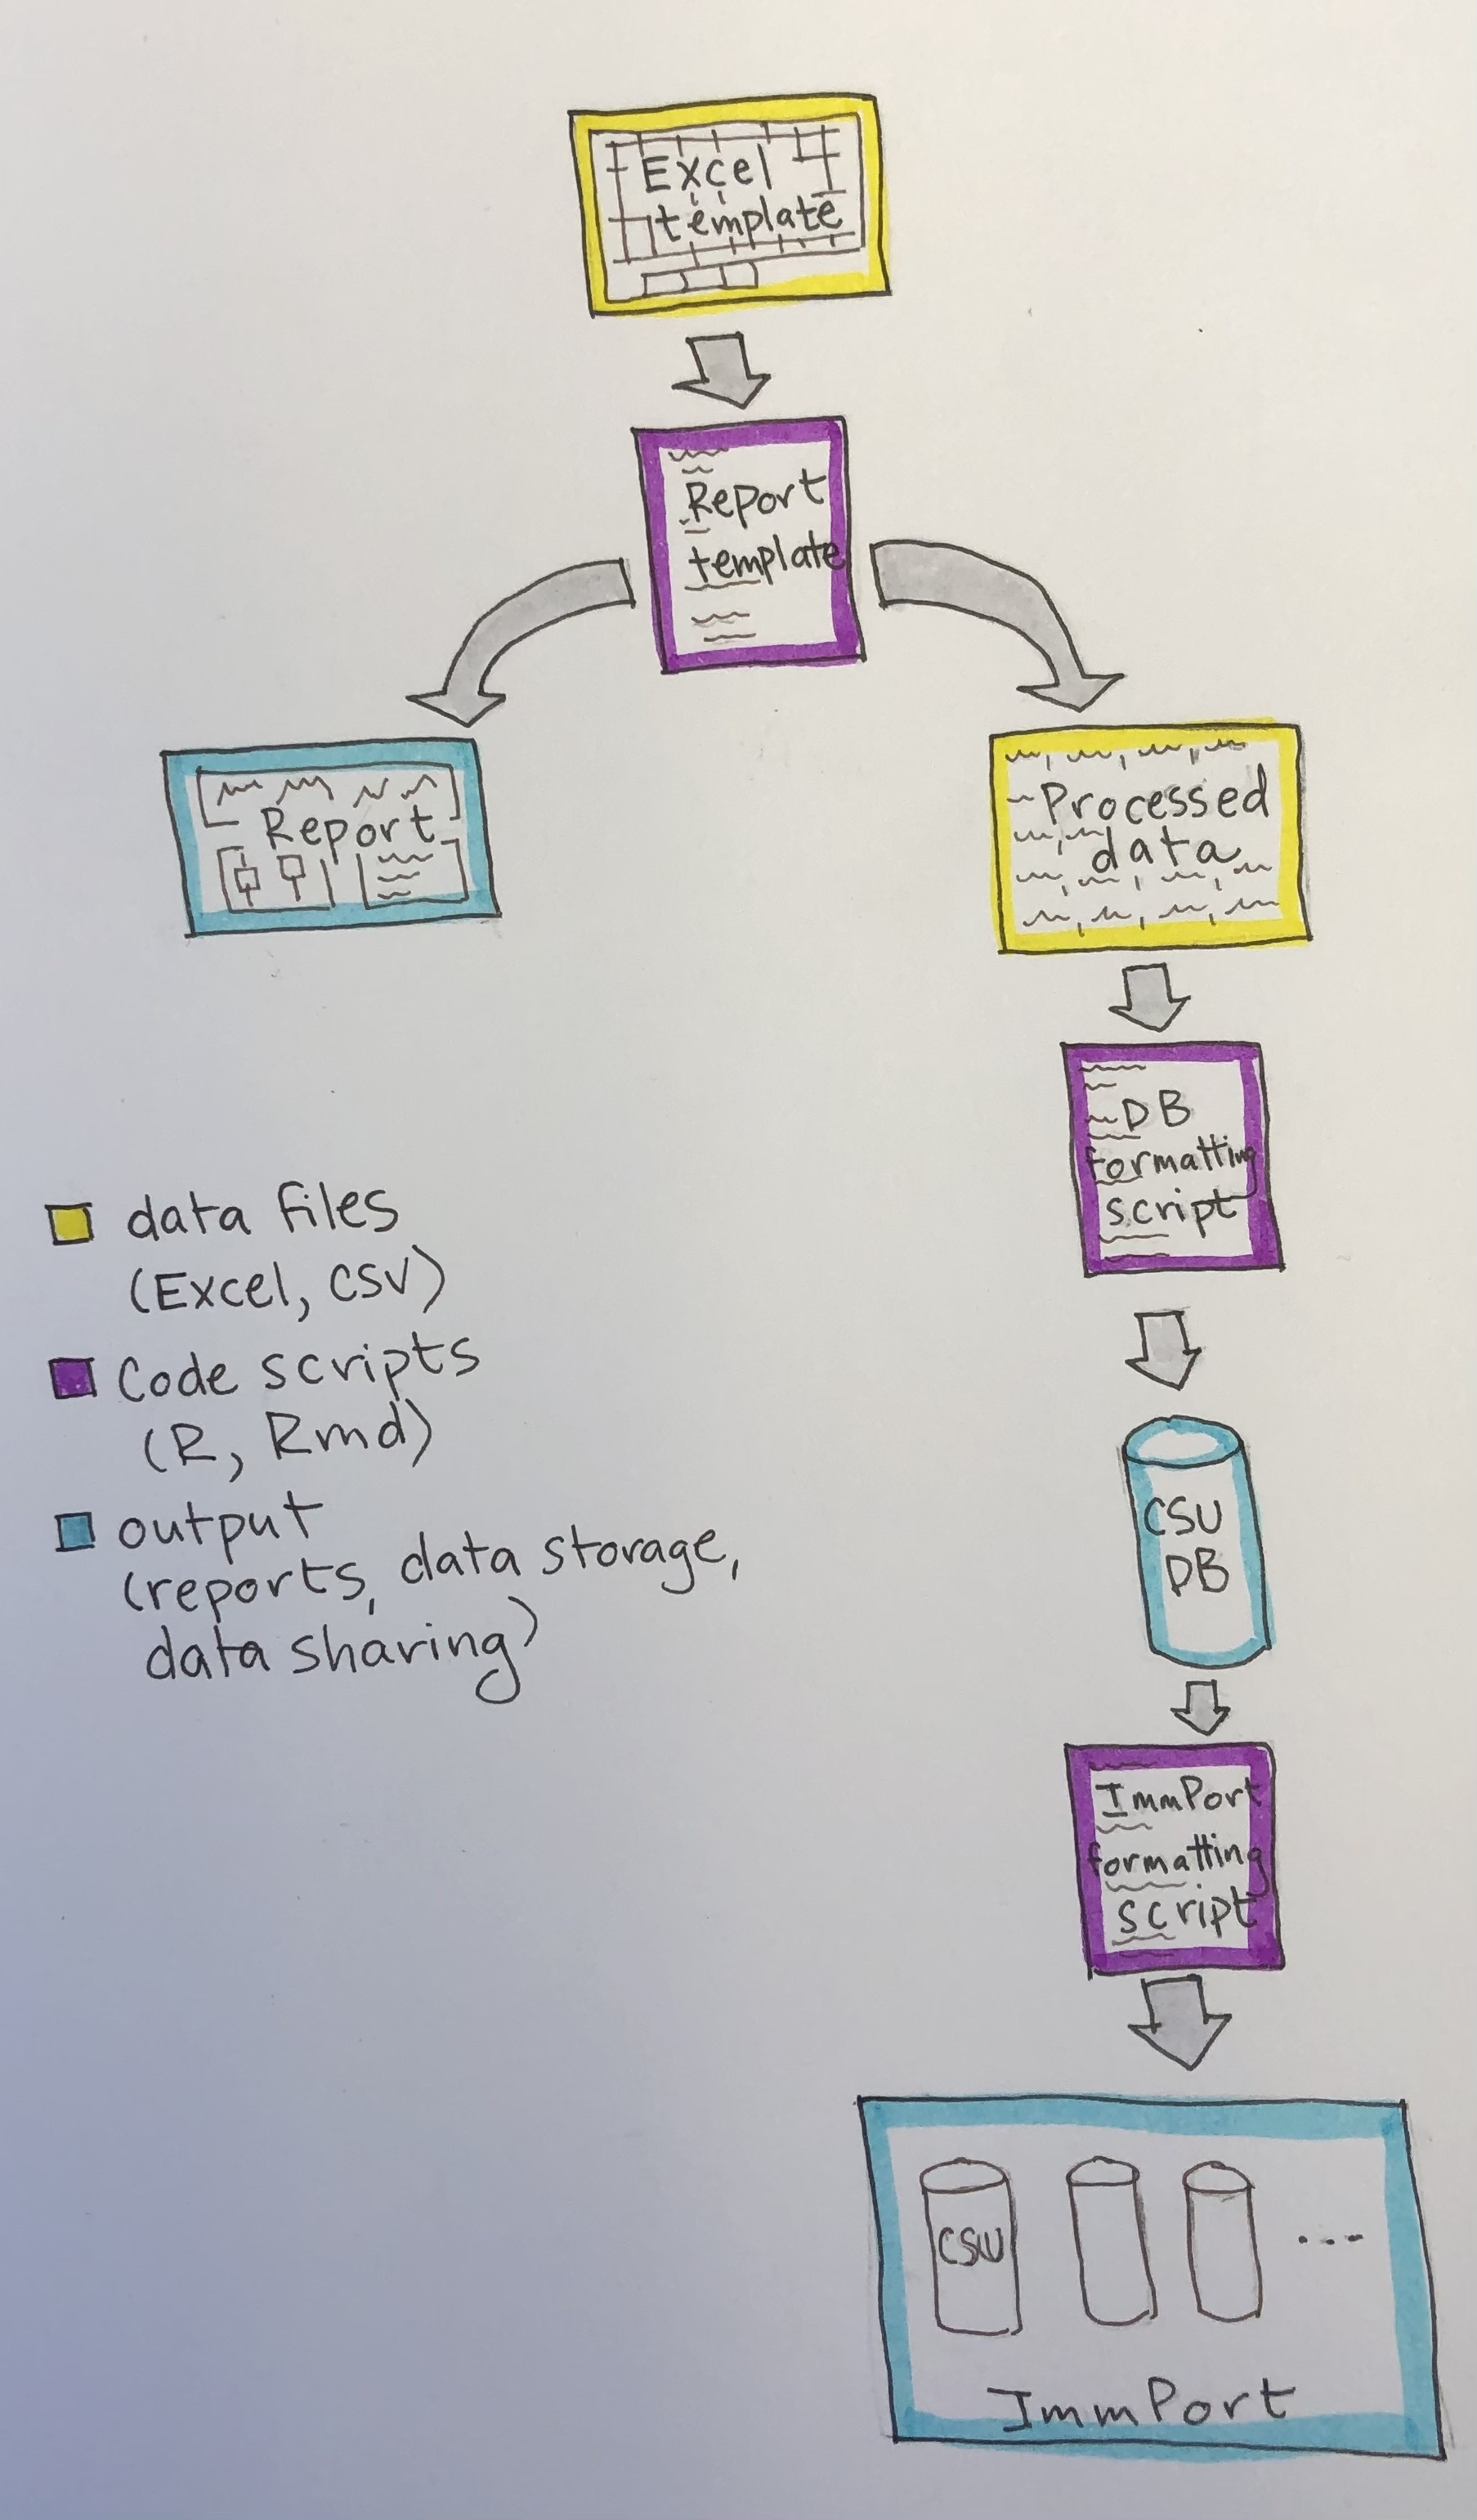 Excel
template
Report
template
Report
Processed
data
DB
formatting
script
data files
(Excel, CSV)
Code scripts
(R, Rmd)
output
(reports, data storage,
data sharing)
CSU
DB
ImmPort
formatting
script
CSU
...
ImmPort